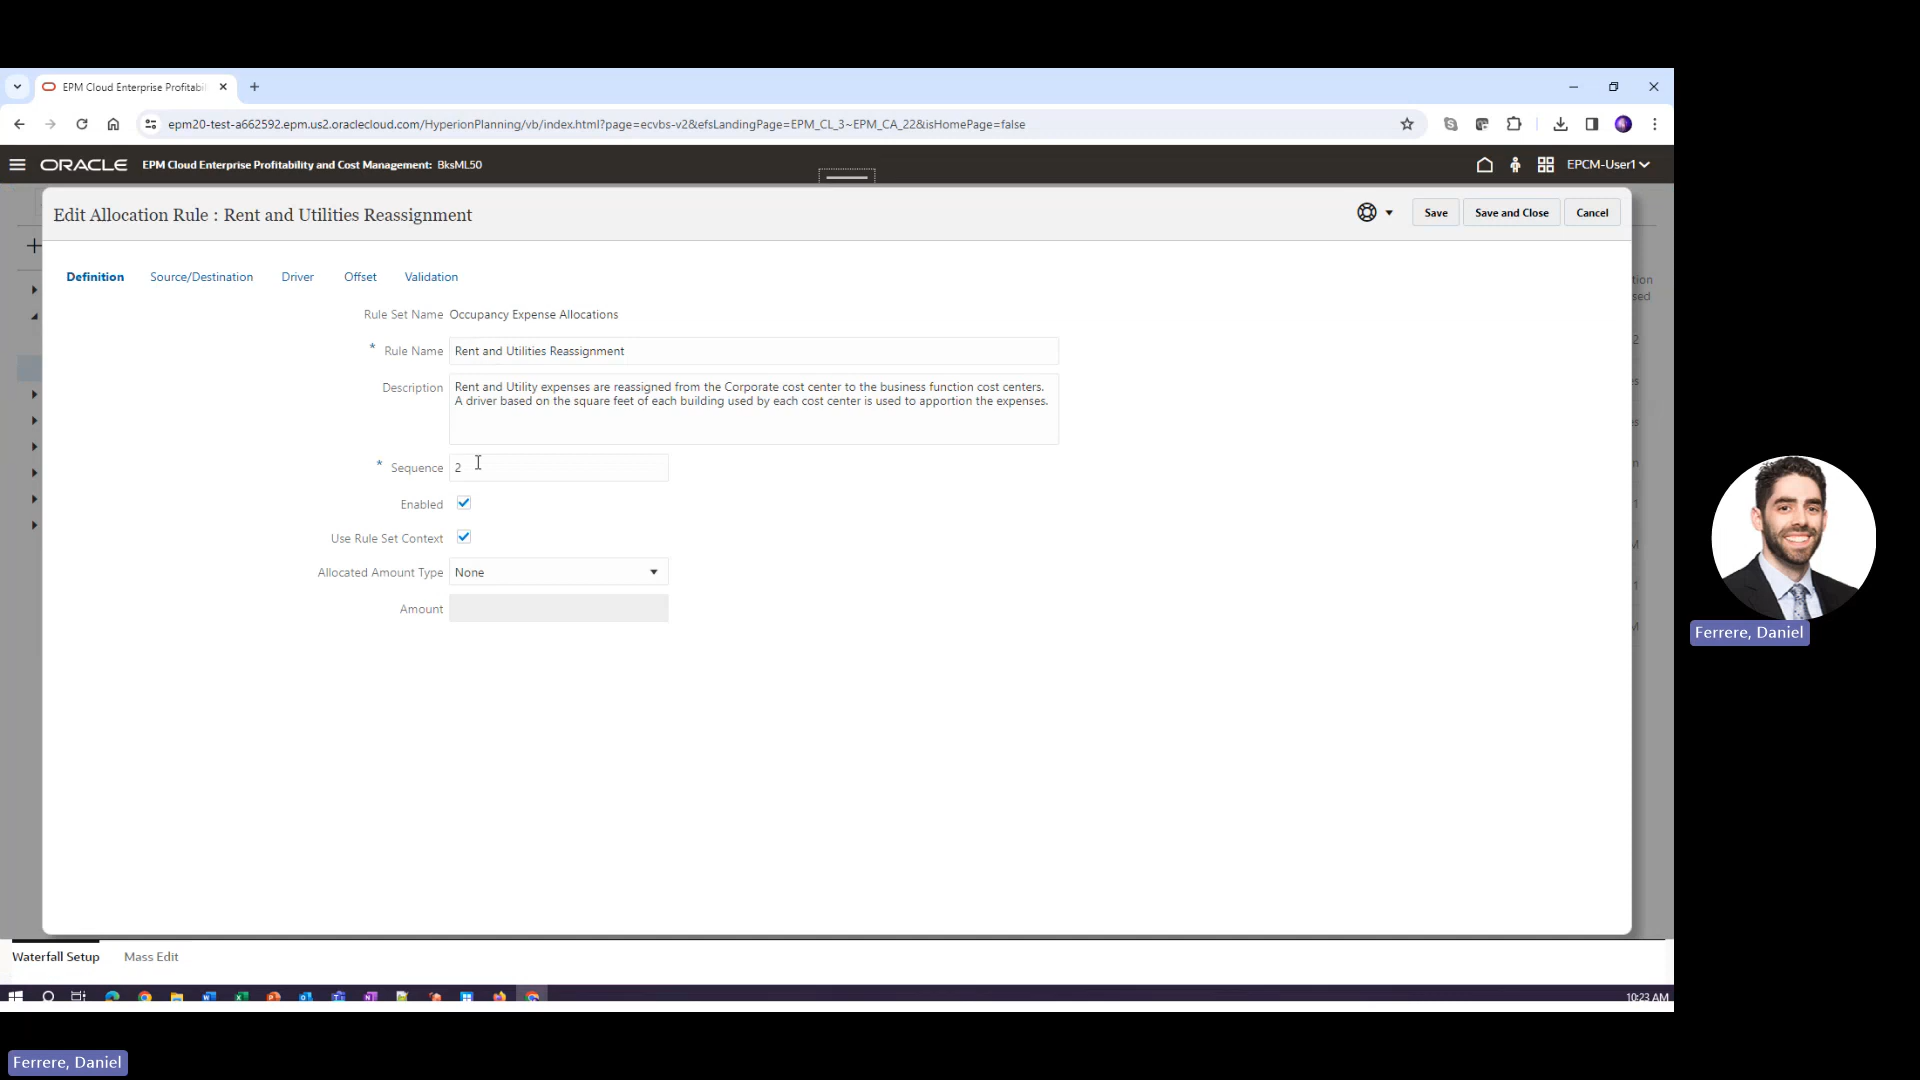 EPM Cloud Enterprise Profitabil
epm20-test-a662592.epm.us2.oraclecloud.com/HyperionPlanning/vb/index.html?page=ecvbs-v2&efsLandingPage=EPM_CL_3~EPM_CA_22&isHomePage=false
ORACLE EPM Cloud Enterprise Profitability and Cost Management: BksML50 EPCM-User1
Edit Allocation Rule : Rent and Utilities Reassignment Save Save and Close Cancel
Definition Source/Destination Driver Offset Validation
Rule Set Name Occupancy Expense Allocations
* Rule Name Rent and Utilities Reassignment
Description Rent and Utility expenses are reassigned from the Corporate cost center to the business function cost centers.
A driver based on the square feet of each building used by each cost center is used to apportion the expenses.
* Sequence 2
Enabled
Use Rule Set Context
Allocated Amount Type None
Amount
Ferrere, Daniel
Waterfall Setup Mass Edit
10:23 AM
Ferrere, Daniel